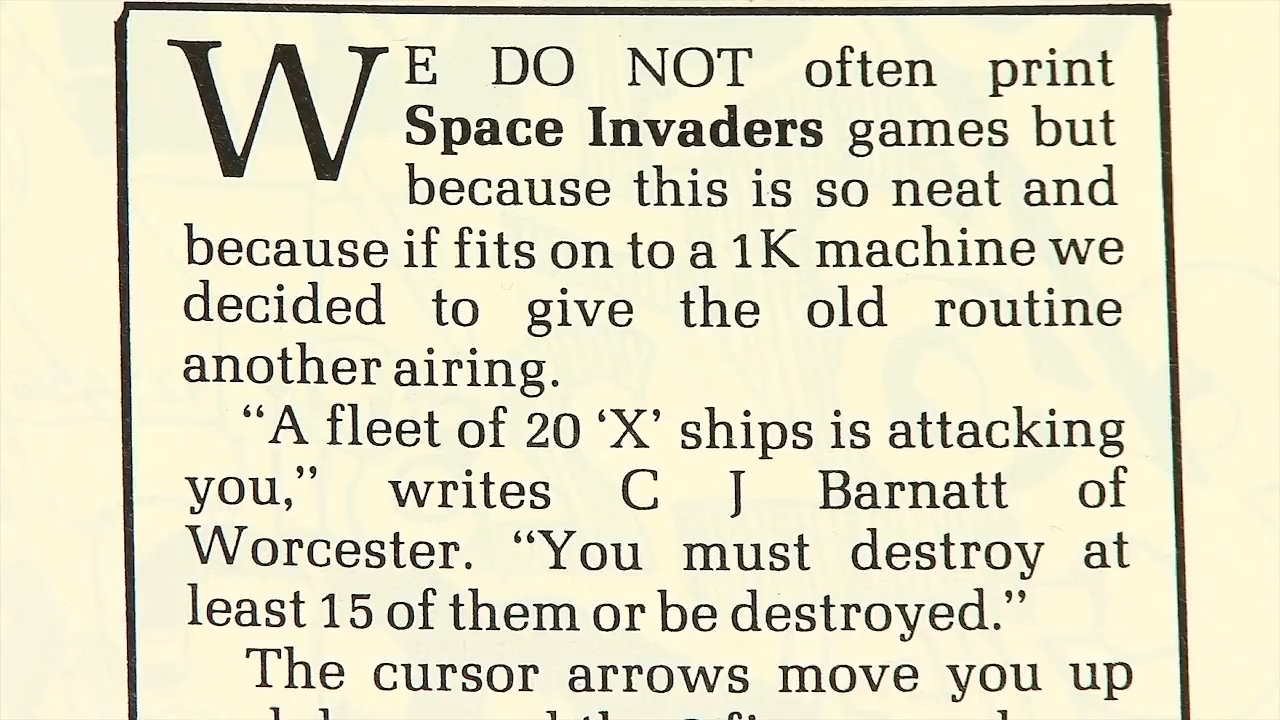 WE DO NOT often print
Space Invaders games but
because this is so neat and
because if fits on to a 1K machine we
decided to give the old routine
another airing.
“A fleet of 20 ‘X’ ships is attacking
you,” writes C J Barnatt of
Worcester. “You must destroy at
least 15 of them or be destroyed.”
The cursor arrows move you up